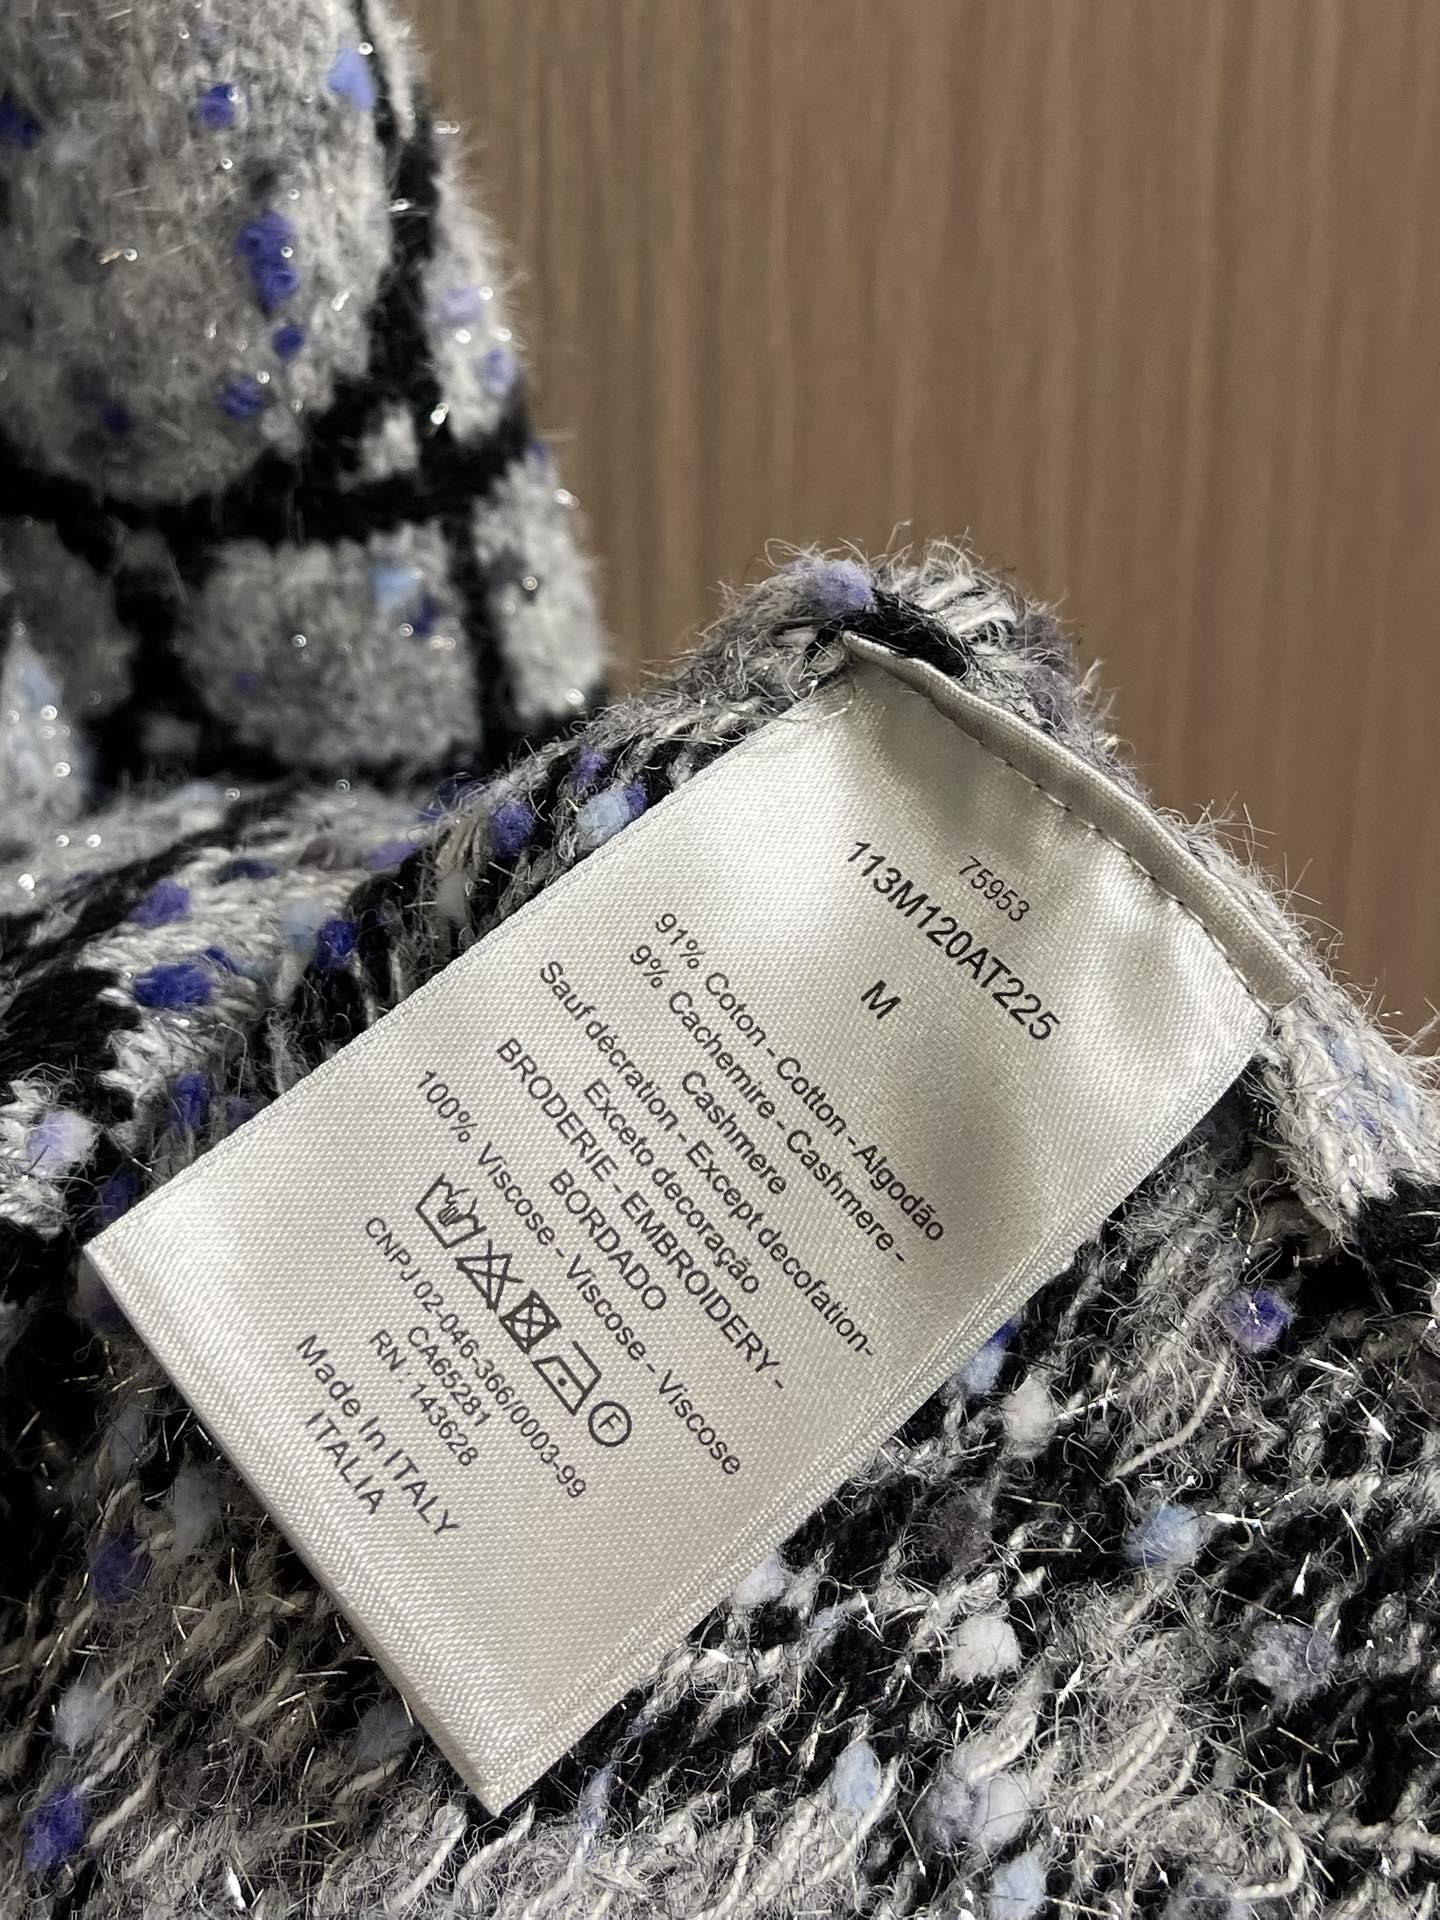 75953
113M120AT225
M
91% Coton - Cotton - Algodão
9% Cachemire - Cashmere -
Cashmere
Sauf décration - Except decofation-
Exceto decoração
BRODERIE - EMBROIDERY -
BORDADO
100% Viscose - Viscose - Viscose
F
CNPJ 02-046-366/0003-99
CA65281
RN : 143628
Made In ITALY
ITALIA